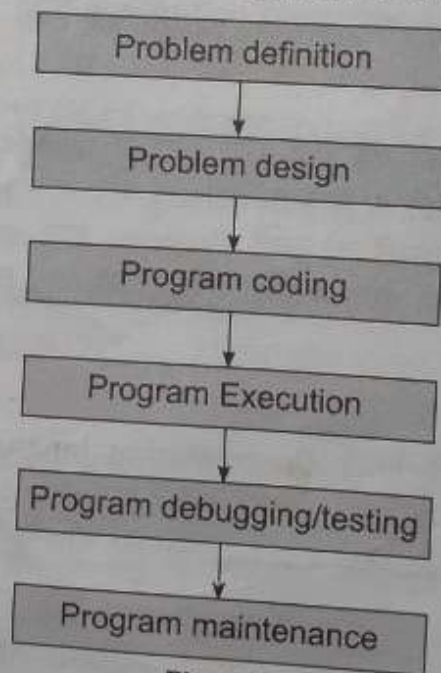 Problem definition
Problem design
Program coding
Program Execution
Program debugging/testing
Program maintenance